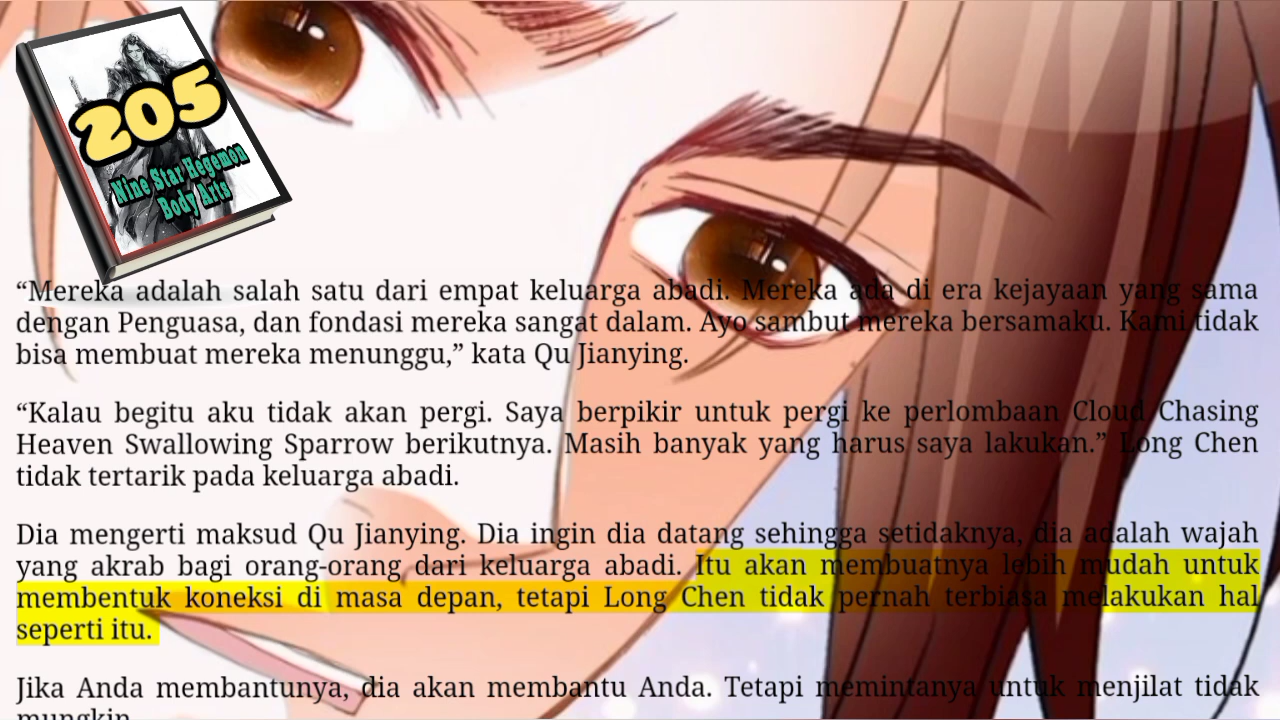 205
Nine Star Hegemon
Body Arts
“Mereka adalah salah satu dari empat keluarga abadi. Mereka ada di era kejayaan yang sama
dengan Penguasa, dan fondasi mereka sangat dalam. Ayo sambut mereka bersamaku. Kami tidak
bisa membuat mereka menunggu,” kata Qu Jianying.
“Kalau begitu aku tidak akan pergi. Saya berpikir untuk pergi ke perlombaan Cloud Chasing
Heaven Swallowing Sparrow berikutnya. Masih banyak yang harus saya lakukan.” Long Chen
tidak tertarik pada keluarga abadi.
Dia mengerti maksud Qu Jianying. Dia ingin dia datang sehingga setidaknya, dia adalah wajah
yang akrab bagi orang-orang dari keluarga abadi. Itu akan membuatnya lebih mudah untuk
membentuk koneksi di masa depan, tetapi Long Chen tidak pernah terbiasa melakukan hal
seperti itu.
Jika Anda membantunya, dia akan membantu Anda. Tetapi memintanya untuk menjilat tidak
mungkin.